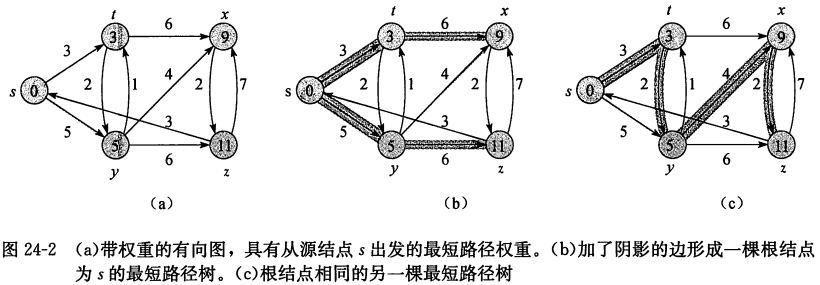 t x
6
3 9
3
2 1 4 2 7
s 0
5 3
5 11
6
y z
(a)
t x
6
3 9
3
2 1 4 2 7
s 0
5 3
5 11
6
y z
(b)
t x
6
3 9
3
2 1 4 2 7
s 0
5 3
5 11
6
y z
(c)
图 24-2 (a)带权重的有向图，具有从源结点 s 出发的最短路径权重。(b)加了阴影的边形成一棵根结点
为 s 的最短路径树。(c)根结点相同的另一棵最短路径树